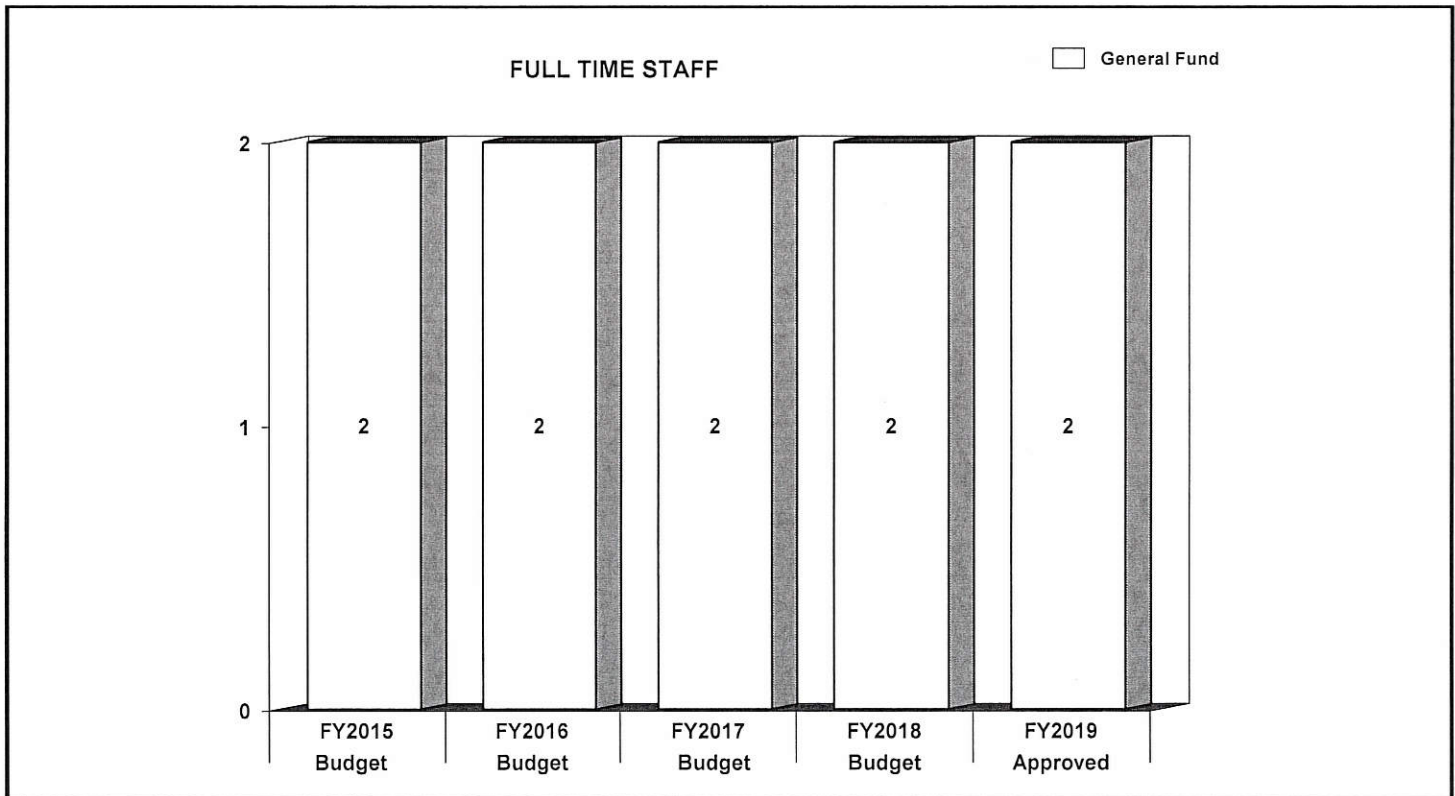 FULL TIME STAFF
General Fund
2
1
0
2 2 2 2 2
FY2015 FY2016 FY2017 FY2018 FY2019
Budget Budget Budget Budget Approved